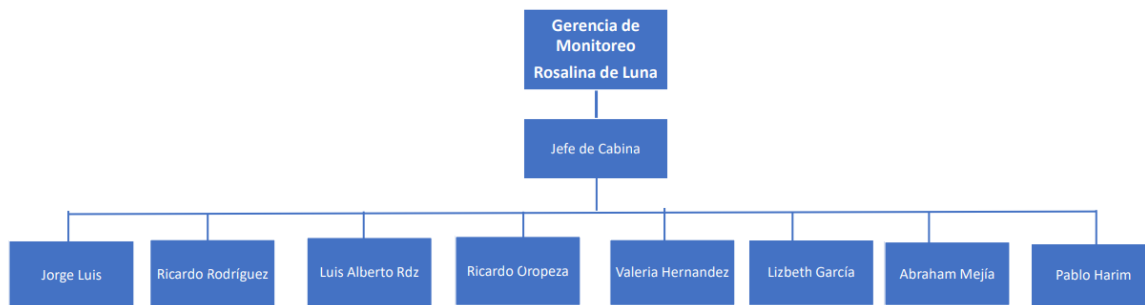 Gerencia de
Monitoreo
Rosalina de Luna
Jefe de Cabina
Jorge Luis
Ricardo Rodríguez
Luis Alberto Rdz
Ricardo Oropeza
Valeria Hernandez
Lizbeth García
Abraham Mejía
Pablo Harim